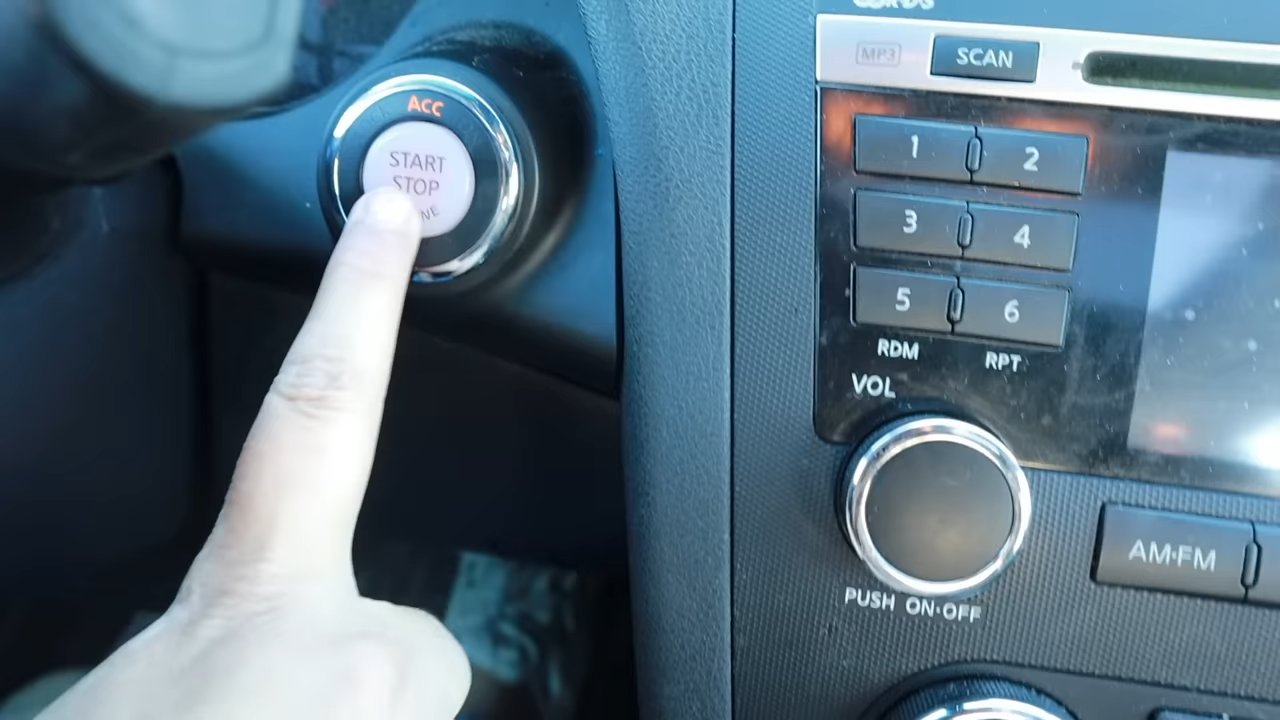 ACC
START
STOP
MP3
SCAN
1
2
3
4
5
6
RDM
RPT
VOL
PUSH ON·OFF
AM·FM